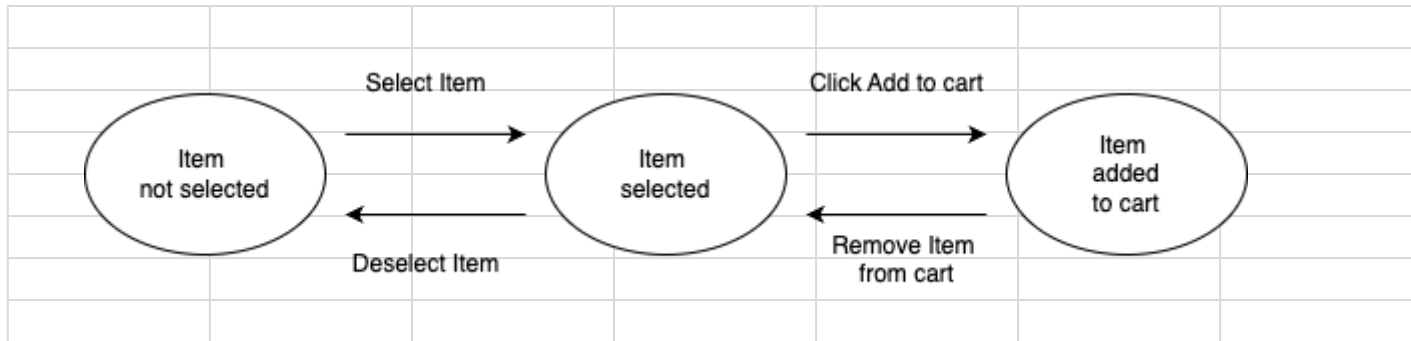 Select Item
Click Add to cart
Item
not selected
Item
selected
Item
added
to cart
Deselect Item
Remove Item
from cart